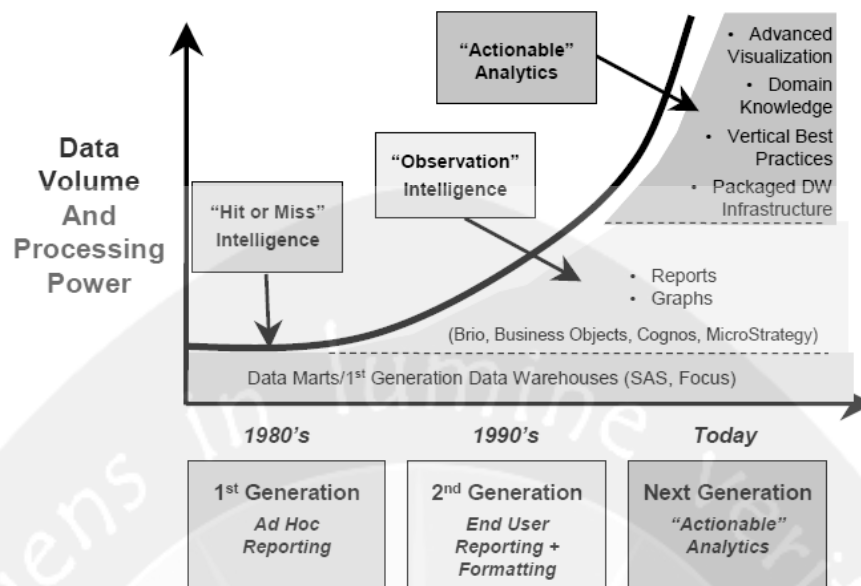 Data
Volume
And
Processing
Power
“Hit or Miss”
Intelligence
“Observation”
Intelligence
“Actionable”
Analytics
• Advanced
Visualization
• Domain
Knowledge
• Vertical Best
Practices
• Packaged DW
Infrastructure
• Reports
• Graphs
(Brio, Business Objects, Cognos, MicroStrategy)
Data Marts/1st Generation Data Warehouses (SAS, Focus)
1980’s
1990’s
Today
1st Generation
Ad Hoc
Reporting
2nd Generation
End User
Reporting +
Formatting
Next Generation
“Actionable”
Analytics
in lumine